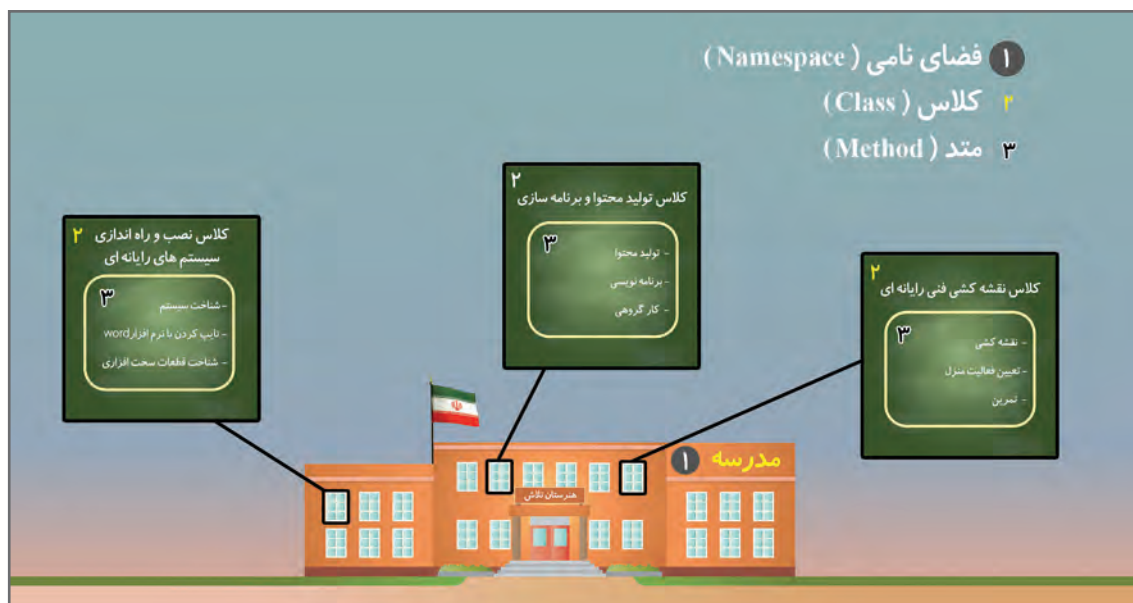 ۱ فضای نامی ( Namespace )
۲ کلاس ( Class )
۳ متد ( Method )
۲
کلاس تولید محتوا و برنامه سازی
۳
- تولید محتوا
- برنامه نویسی
- کار گروهی
۲ کلاس نصب و راه اندازی
سیستم های رایانه ای
۳
- شناخت سیستم
- تایپ کردن با نرم افزار word
- شناخت قطعات سخت افزاری
۲
کلاس نقشه کشی فنی رایانه ای
۳
- نقشه کشی
- تعیین فعالیت منزل
- تمرین
مدرسه ۱
هنرستان تلاش